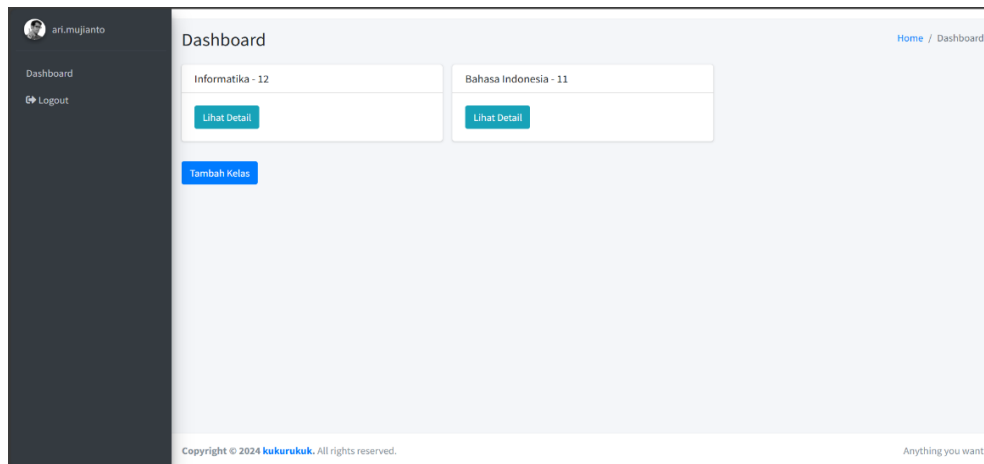 ari.mujianto
Dashboard
Logout
Dashboard
Home / Dashboard
Informatika - 12
Lihat Detail
Bahasa Indonesia - 11
Lihat Detail
Tambah Kelas
Copyright © 2024 kukurukuk. All rights reserved.
Anything you want